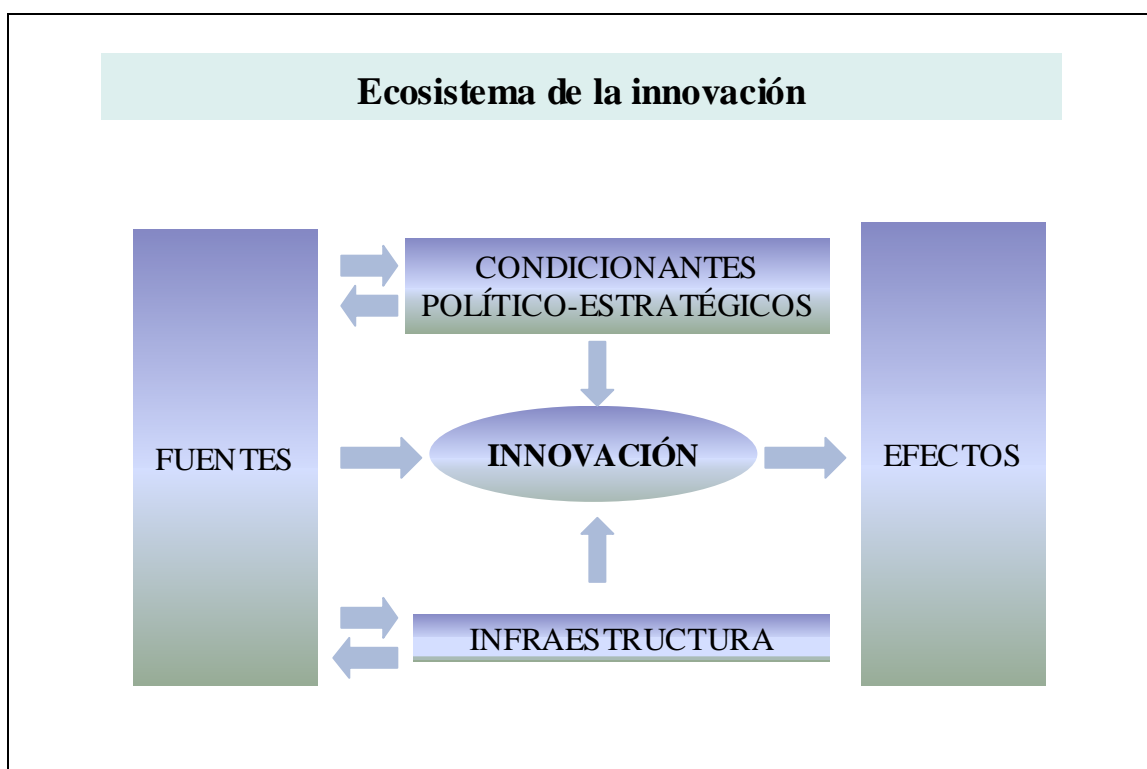 Ecosistema de la innovación
CONDICIONANTES
POLÍTICO-ESTRATÉGICOS
FUENTES
INNOVACIÓN
EFECTOS
INFRAESTRUCTURA